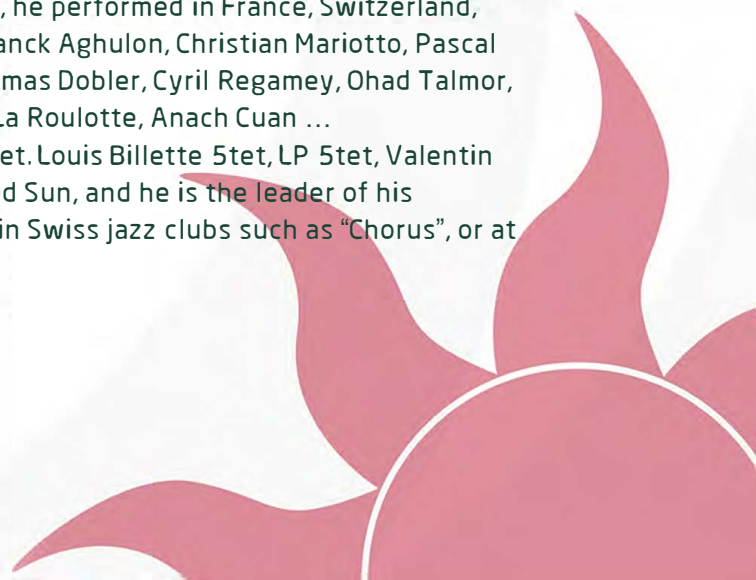 , he performed in France, Switzerland,
anck Aghulon, Christian Mariotto, Pascal
mas Dobler, Cyril Regamey, Ohad Talmor,
La Roulotte, Anach Cuan ...
et. Louis Billette 5tet, LP 5tet, Valentin
d Sun, and he is the leader of his
in Swiss jazz clubs such as “Chorus”, or at